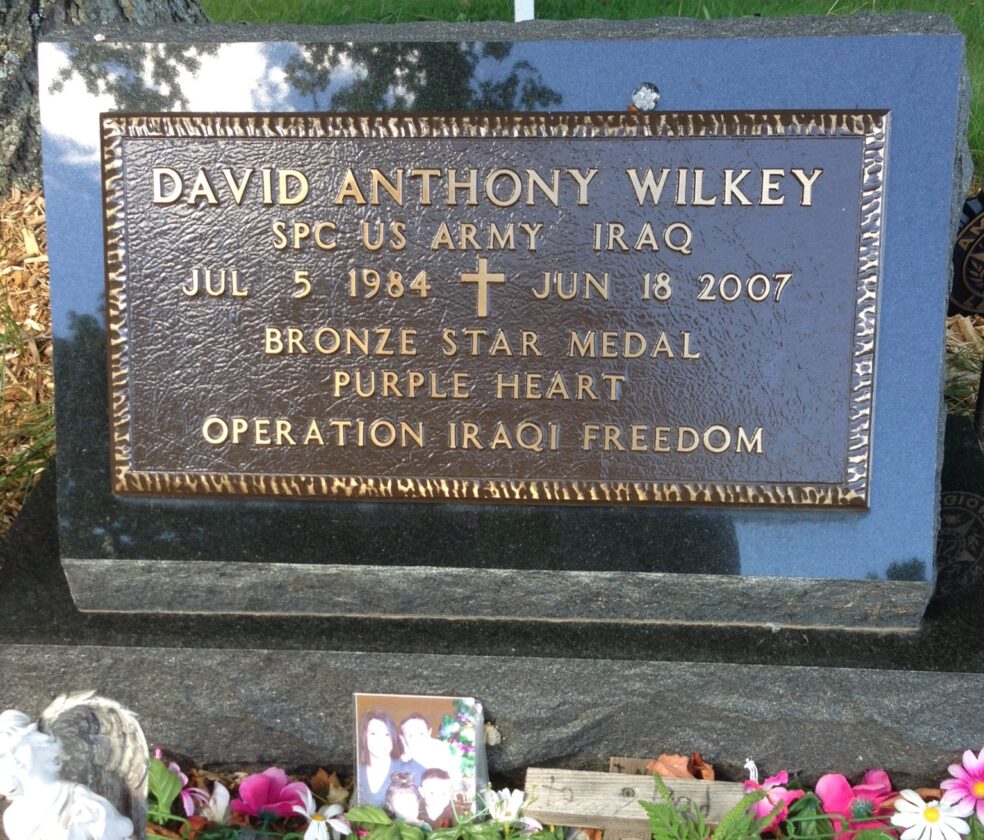 DAVID ANTHONY WILKEY
SPC US ARMY IRAQ
JUL 5 1984 JUN 18 2007
BRONZE STAR MEDAL
PURPLE HEART
OPERATION IRAQI FREEDOM